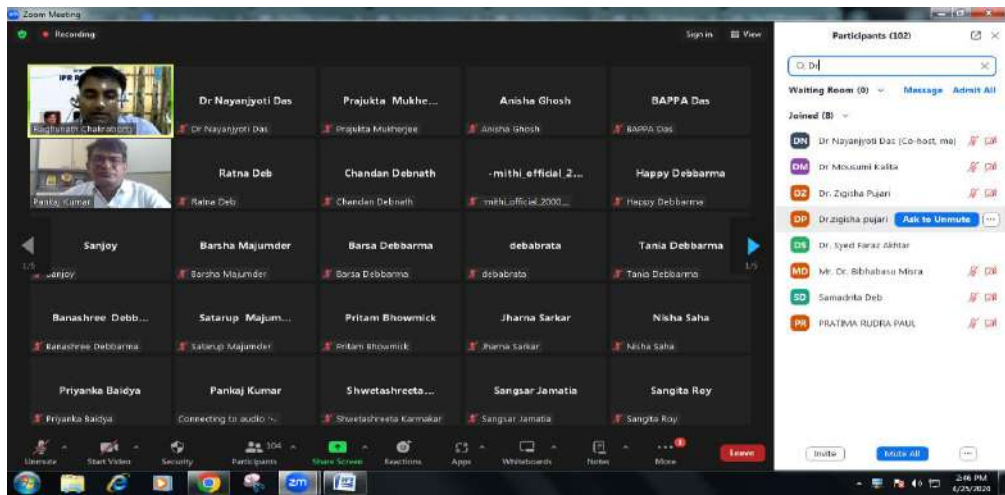 Zoom Meeting
Recording
Sign in
View
IPR
Raghunath Chakraborty
Dr Nayanjyoti Das
Dr Nayanjyoti Das
Prajukta Mukhe...
Prajukta Mukherjee
Anisha Ghosh
Anisha Ghosh
BAPPA Das
BAPPA Das
Pankaj Kumar
Ratna Deb
Ratna Deb
Chandan Debnath
Chandan Debnath
-mithi_official_2...
-mithi_official_2000_...
Happy Debbarma
Happy Debbarma
1/5
Sanjoy
Sanjoy
Barsha Majumder
Barsha Majumder
Barsa Debbarma
Barsa Debbarma
debabrata
debabrata
Tania Debbarma
Tania Debbarma
1/5
Banashree Debb...
Banashree Debbarma
Satarup Majum...
Satarup Majumder
Pritam Bhowmick
Pritam Bhowmick
Jharna Sarkar
Jharna Sarkar
Nisha Saha
Nisha Saha
Priyanka Baidya
Priyanka Baidya
Pankaj Kumar
Connecting to audio
Shwetashreeta...
Shwetashreeta Karmakar
Sangsar Jamatia
Sangsar Jamatia
Sangita Roy
Sangita Roy
Unmute
Start Video
Security
104
Participants
Share Screen
Reactions
Apps
Whiteboards
Notes
More
Leave
Participants (102)
Dr
Waiting Room (0)
Message
Admit All
Joined (8)
DN Dr Nayanjyoti Das (Co-host, me)
DM Dr Mousumi Kalita
DZ Dr. Zigisha Pujari
DP Dr.zigisha pujari
Ask to Unmute
DS Dr. Syed Faraz Akhtar
MD Mr. Dr. Bibhabasu Misra
SD Samadrita Deb
PR PRATIMA RUDRA PAUL
Invite
Mute All
zm
2:46 PM